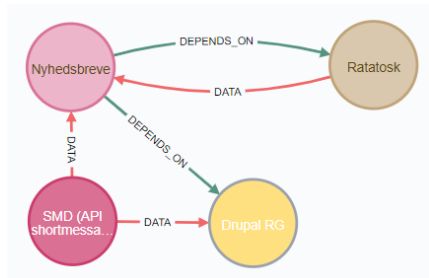 DEPENDS_ON
Nyhedsbreve
Ratatosk
DATA
DATA
DEPENDS_ON
SMD (API
shortmessa…
DATA
Drupal RG